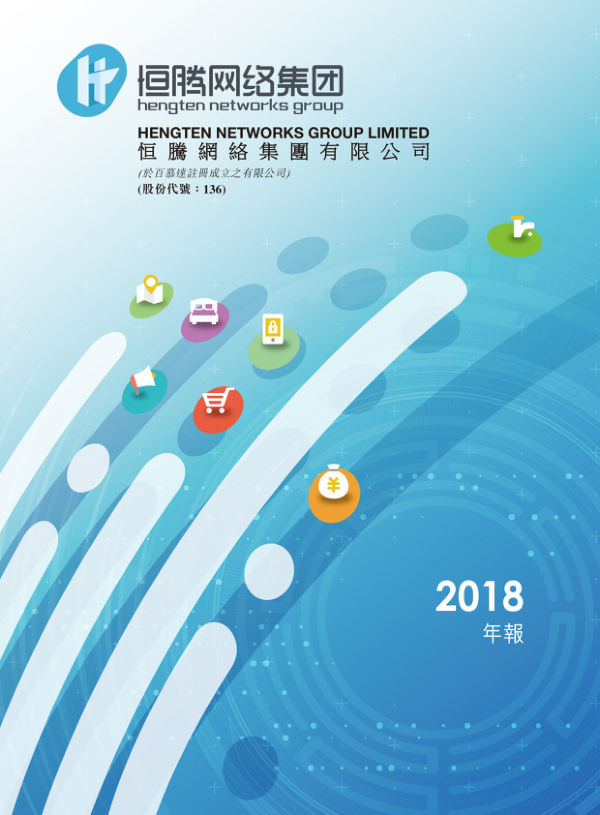 恒腾网络集团
hengten networks group
HENGTEN NETWORKS GROUP LIMITED
恒騰網絡集團有限公司
(於百慕達註冊成立之有限公司)
(股份代號：136)
¥
2018
年報